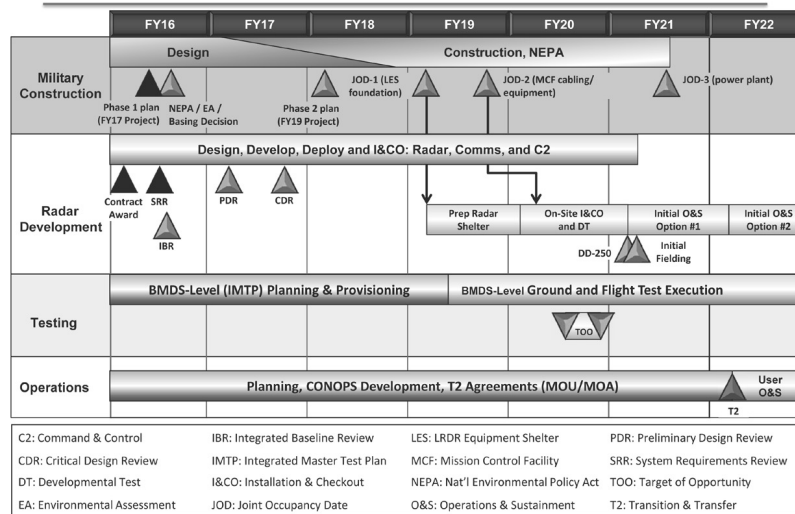 FY16 FY17 FY18 FY19 FY20 FY21 FY22
Military
Construction
Design
Construction, NEPA
Phase 1 plan
(FY17 Project)
NEPA / EA /
Basing Decision
Phase 2 plan
(FY19 Project)
JOD-1 (LES
foundation)
JOD-2 (MCF cabling/
equipment)
JOD-3 (power plant)
Radar
Development
Design, Develop, Deploy and I&CO: Radar, Comms, and C2
Contract
Award
SRR
IBR
PDR
CDR
Prep Radar
Shelter
On-Site I&CO
and DT
Initial O&S
Option #1
Initial O&S
Option #2
DD-250
Initial
Fielding
Testing
BMDS-Level (IMTP) Planning & Provisioning
BMDS-Level Ground and Flight Test Execution
TOO
Operations
Planning, CONOPS Development, T2 Agreements (MOU/MOA)
User
O&S
T2
C2: Command & Control
CDR: Critical Design Review
DT: Developmental Test
EA: Environmental Assessment
IBR: Integrated Baseline Review
IMTP: Integrated Master Test Plan
I&CO: Installation & Checkout
JOD: Joint Occupancy Date
LES: LRDR Equipment Shelter
MCF: Mission Control Facility
NEPA: Nat'l Environmental Policy Act
O&S: Operations & Sustainment
PDR: Preliminary Design Review
SRR: System Requirements Review
TOO: Target of Opportunity
T2: Transition & Transfer